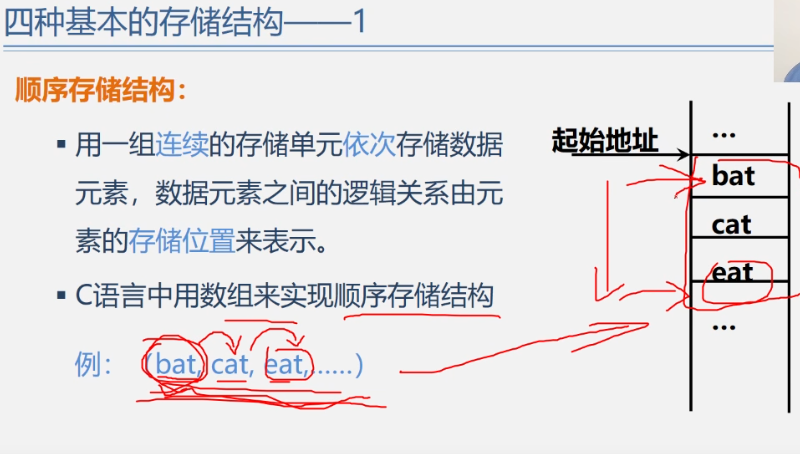 四种基本的存储结构——1
顺序存储结构：
▪ 用一组连续的存储单元依次存储数据
元素，数据元素之间的逻辑关系由元
素的存储位置来表示。
▪ C语言中用数组来实现顺序存储结构
例：（bat, cat, eat,……）
起始地址
...
bat
cat
eat
...